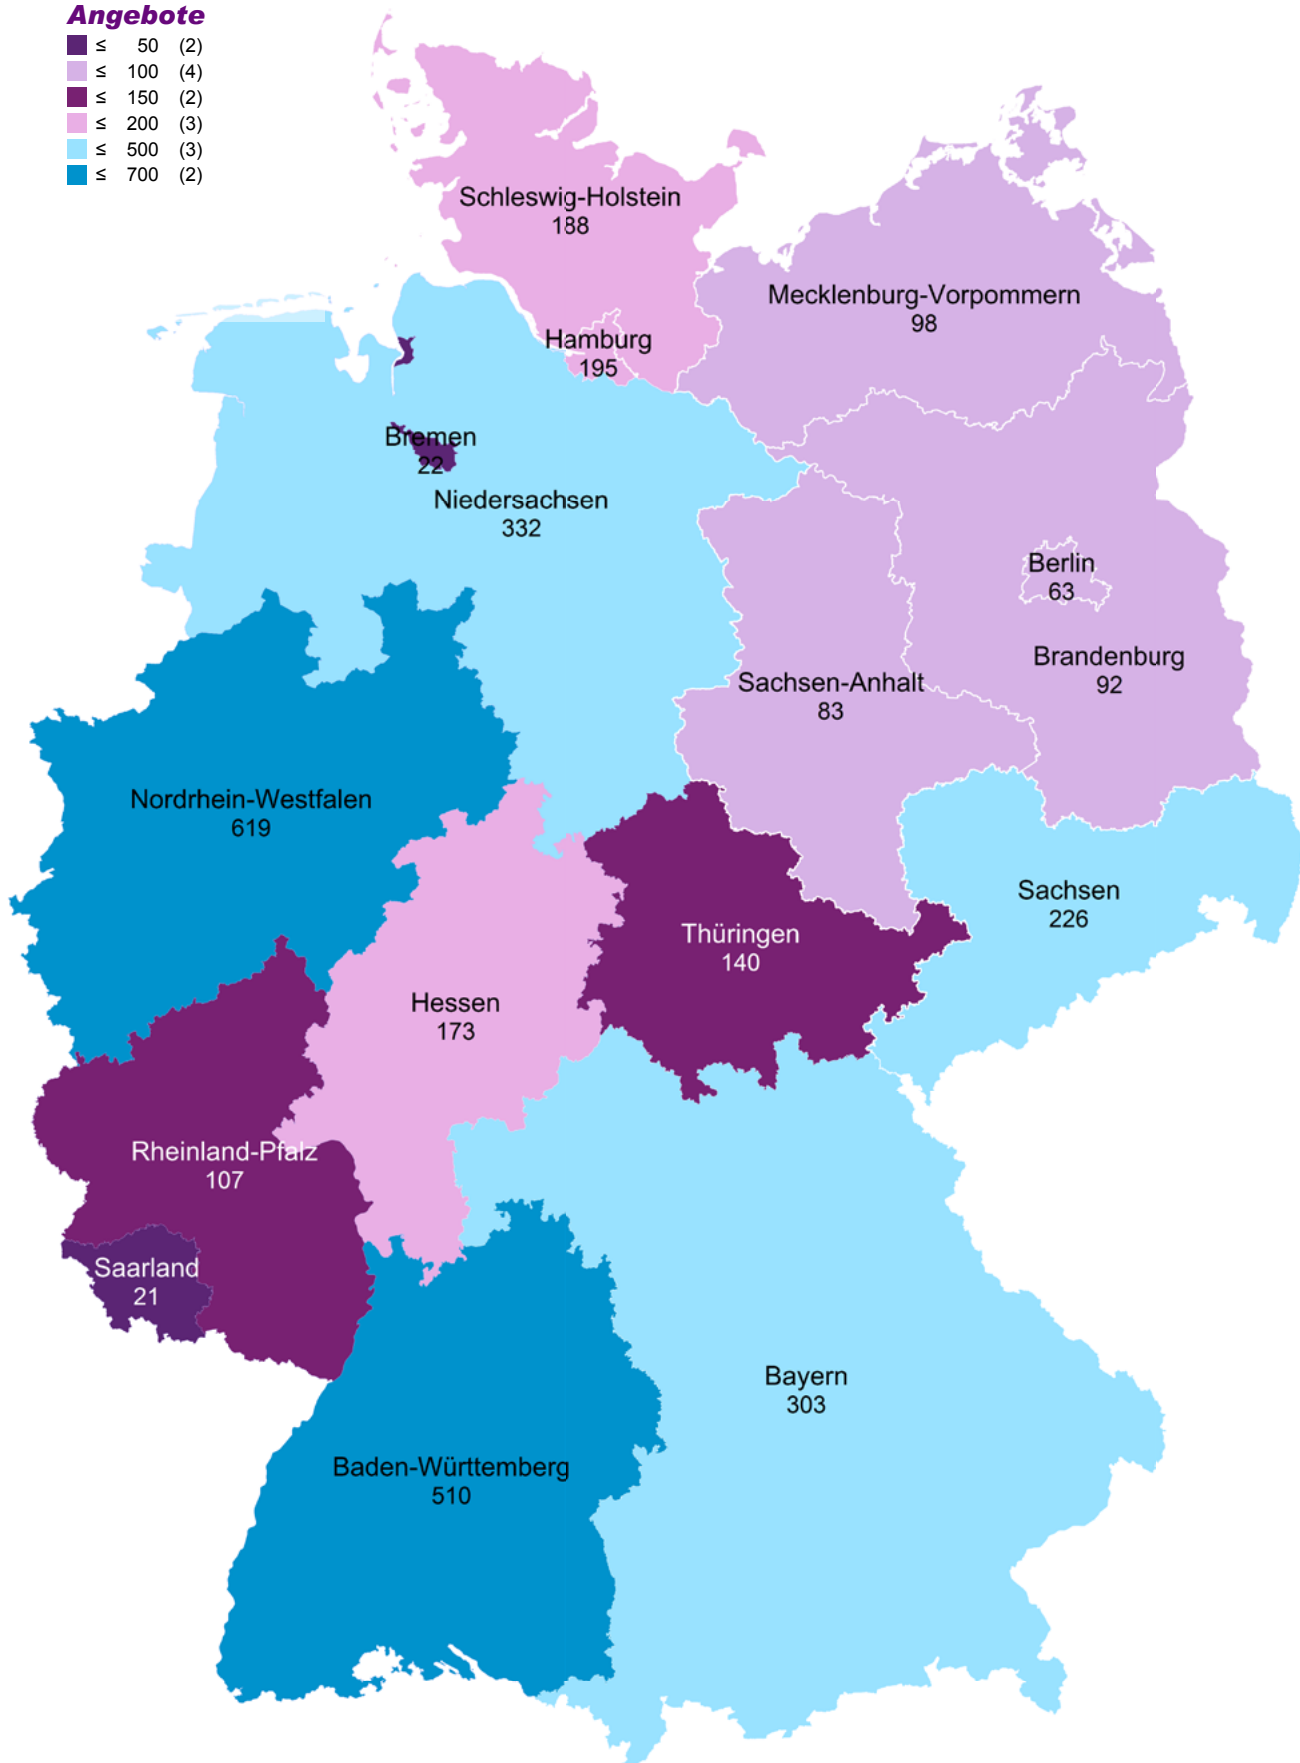 Angebote
≤ 50 (2)
≤ 100 (4)
≤ 150 (2)
≤ 200 (3)
≤ 500 (3)
≤ 700 (2)
Schleswig-Holstein
188
Mecklenburg-Vorpommern
98
Hamburg
195
Bremen
22
Niedersachsen
332
Berlin
63
Brandenburg
92
Sachsen-Anhalt
83
Nordrhein-Westfalen
619
Sachsen
226
Thüringen
140
Hessen
173
Rheinland-Pfalz
107
Saarland
21
Bayern
303
Baden-Württemberg
510